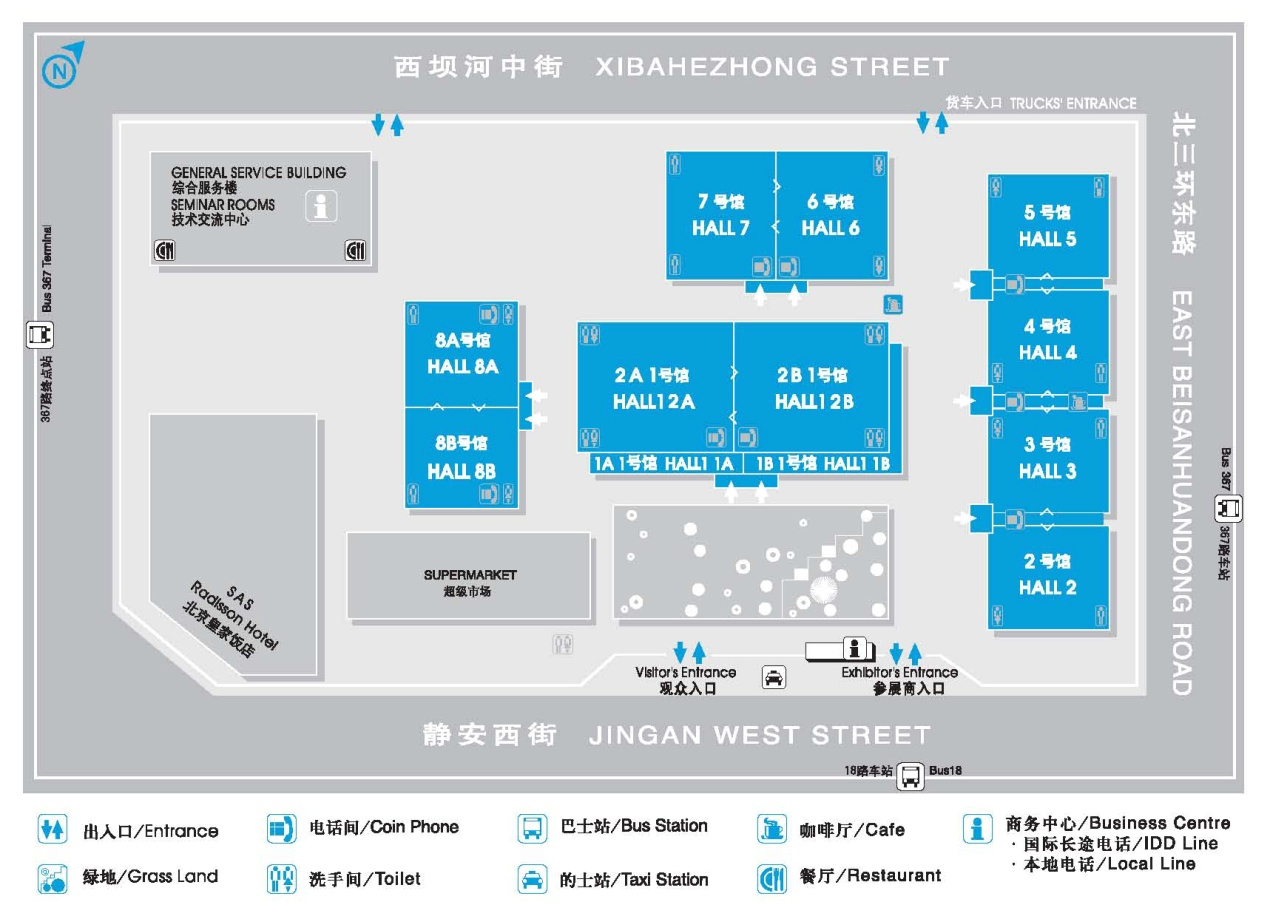 N
西坝河中街 XIBAHEZHONG STREET
货车入口 TRUCKS' ENTRANCE
北三环东路 EAST BEISANHUANDONG ROAD
GENERAL SERVICE BUILDING
综合服务楼
SEMINAR ROOMS
技术交流中心
7 号馆
HALL 7
6 号馆
HALL 6
5 号馆
HALL 5
4 号馆
HALL 4
3 号馆
HALL 3
2 号馆
HALL 2
8A号馆
HALL 8A
8B号馆
HALL 8B
2 A 1号馆
HALL1 2A
2 B 1号馆
HALL1 2B
1A 1号馆 HALL1 1A
1B 1号馆 HALL1 1B
Bus 367 Terminal
367路终点站
SAS
Radisson Hotel
北京皇家饭店
SUPERMARKET
超级市场
Visitor's Entrance
观众入口
Exhibitor's Entrance
参展商入口
Bus 367
367路车站
静安西街 JINGAN WEST STREET
18路车站 Bus18
出入口/Entrance
电话间/Coin Phone
巴士站/Bus Station
咖啡厅/Cafe
商务中心/Business Centre
· 国际长途电话/IDD Line
· 本地电话/Local Line
绿地/Grass Land
洗手间/Toilet
的士站/Taxi Station
餐厅/Restaurant